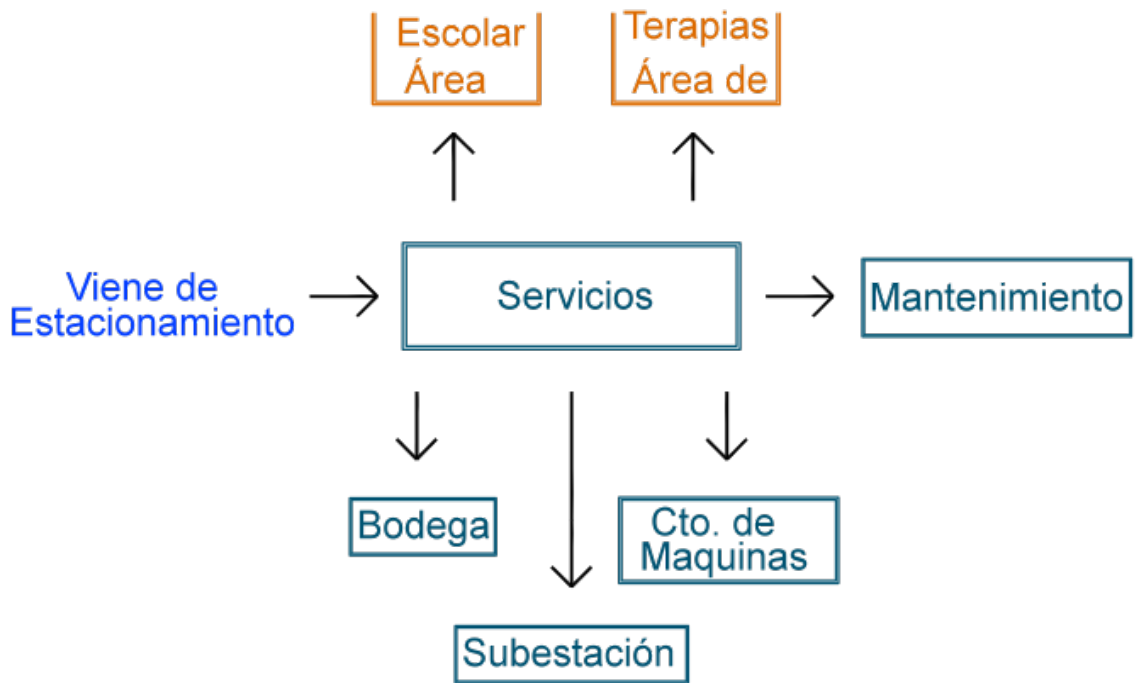 Escolar
Área
Terapias
Área de
Viene de
Estacionamiento
Servicios
Mantenimiento
Bodega
Cto. de
Maquinas
Subestación